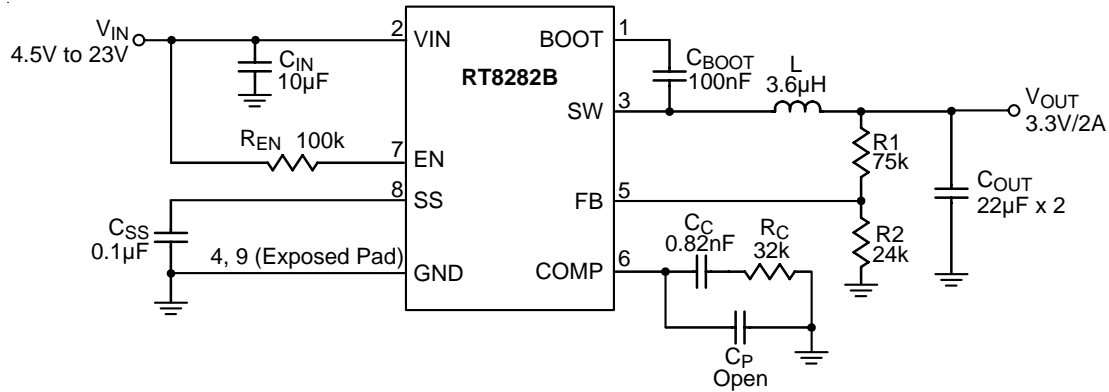 VIN
4.5V to 23V
CIN
10µF
REN 100k
CSS
0.1µF
4, 9 (Exposed Pad)
2
7
8
VIN
EN
SS
GND
RT8282B
BOOT
SW
FB
COMP
1
3
5
6
CBOOT
100nF
L
3.6µH
VOUT
3.3V/2A
R1
75k
COUT
22µF x 2
R2
24k
CC
0.82nF
RC
32k
CP
Open